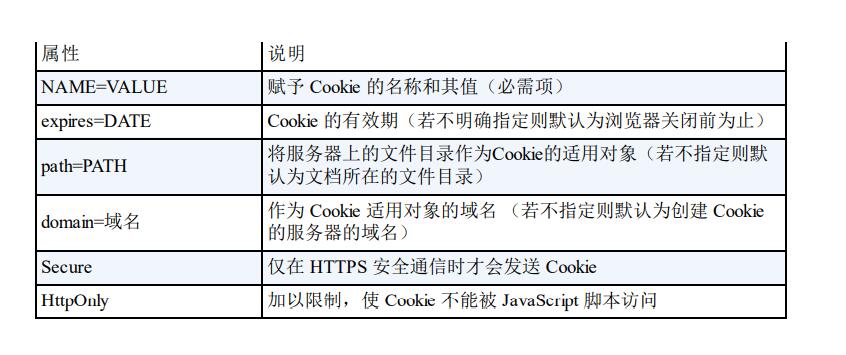 属性 说明
NAME=VALUE 赋予 Cookie 的名称和其值（必需项）
expires=DATE Cookie 的有效期（若不明确指定则默认为浏览器关闭前为止）
path=PATH 将服务器上的文件目录作为Cookie的适用对象（若不指定则默
认为文档所在的文件目录）
domain=域名 作为 Cookie 适用对象的域名 （若不指定则默认为创建 Cookie
的服务器的域名）
Secure 仅在 HTTPS 安全通信时才会发送 Cookie
HttpOnly 加以限制，使 Cookie 不能被 JavaScript 脚本访问